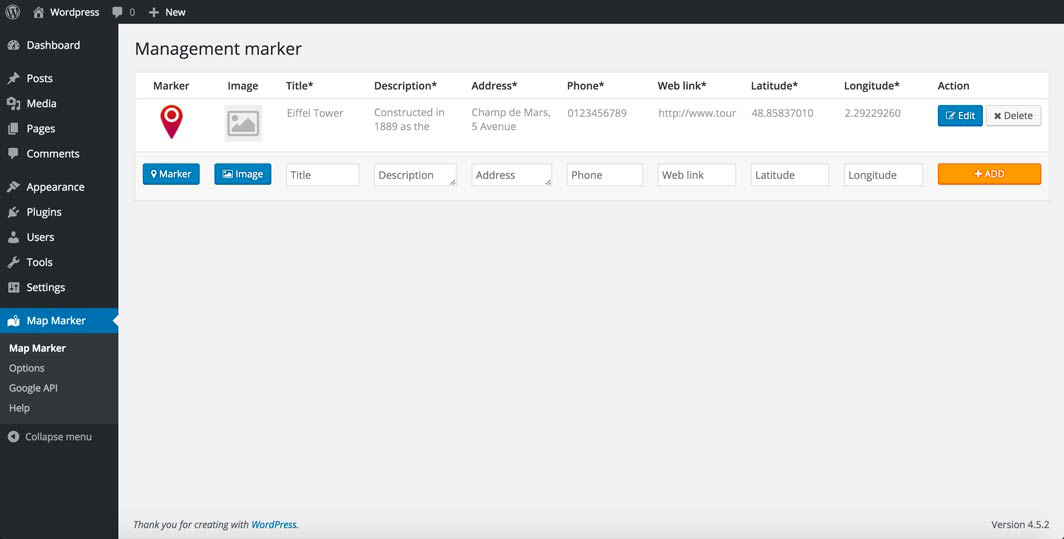 Wordpress 0 New
Dashboard
Posts
Media
Pages
Comments
Appearance
Plugins
Users
Tools
Settings
Map Marker
Map Marker
Options
Google API
Help
Collapse menu
Management marker
Marker Image Title* Description* Address* Phone* Web link* Latitude* Longitude* Action
Eiffel Tower Constructed in Champ de Mars, 0123456789 http://www.tour 48.85837010 2.29229260 Edit Delete
1889 as the 5 Avenue
Marker Image Title Description Address Phone Web link Latitude Longitude + ADD
Thank you for creating with WordPress. Version 4.5.2